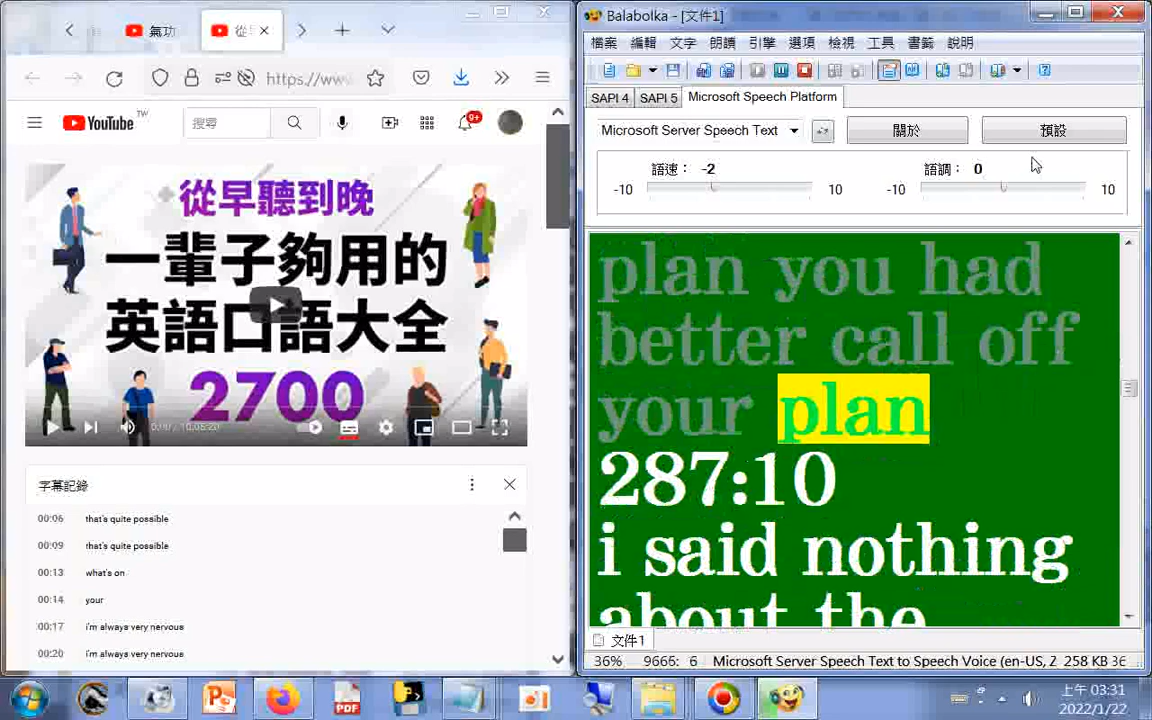 氣功
從
https://www
YouTube TW
搜尋
9+
從早聽到晚
一輩子夠用的
英語口語大全
2700
字幕記錄
00:06 that's quite possible
00:09 that's quite possible
00:13 what's on
00:14 your
00:17 i'm always very nervous
00:20 i'm always very nervous
Balabolka - [文件1]
檔案 編輯 文字 朗讀 引擎 選項 檢視 工具 書籤 說明
SAPI 4 SAPI 5 Microsoft Speech Platform
Microsoft Server Speech Text 關於 預設
語速： -2 語調： 0
-10 10 -10 10
plan you had
better call off
your plan
287:10
i said nothing
about the
文件1
36% 9665: 6 Microsoft Server Speech Text to Speech Voice (en-US, Z 258 KB 36
上午 03:31
2022/1/22